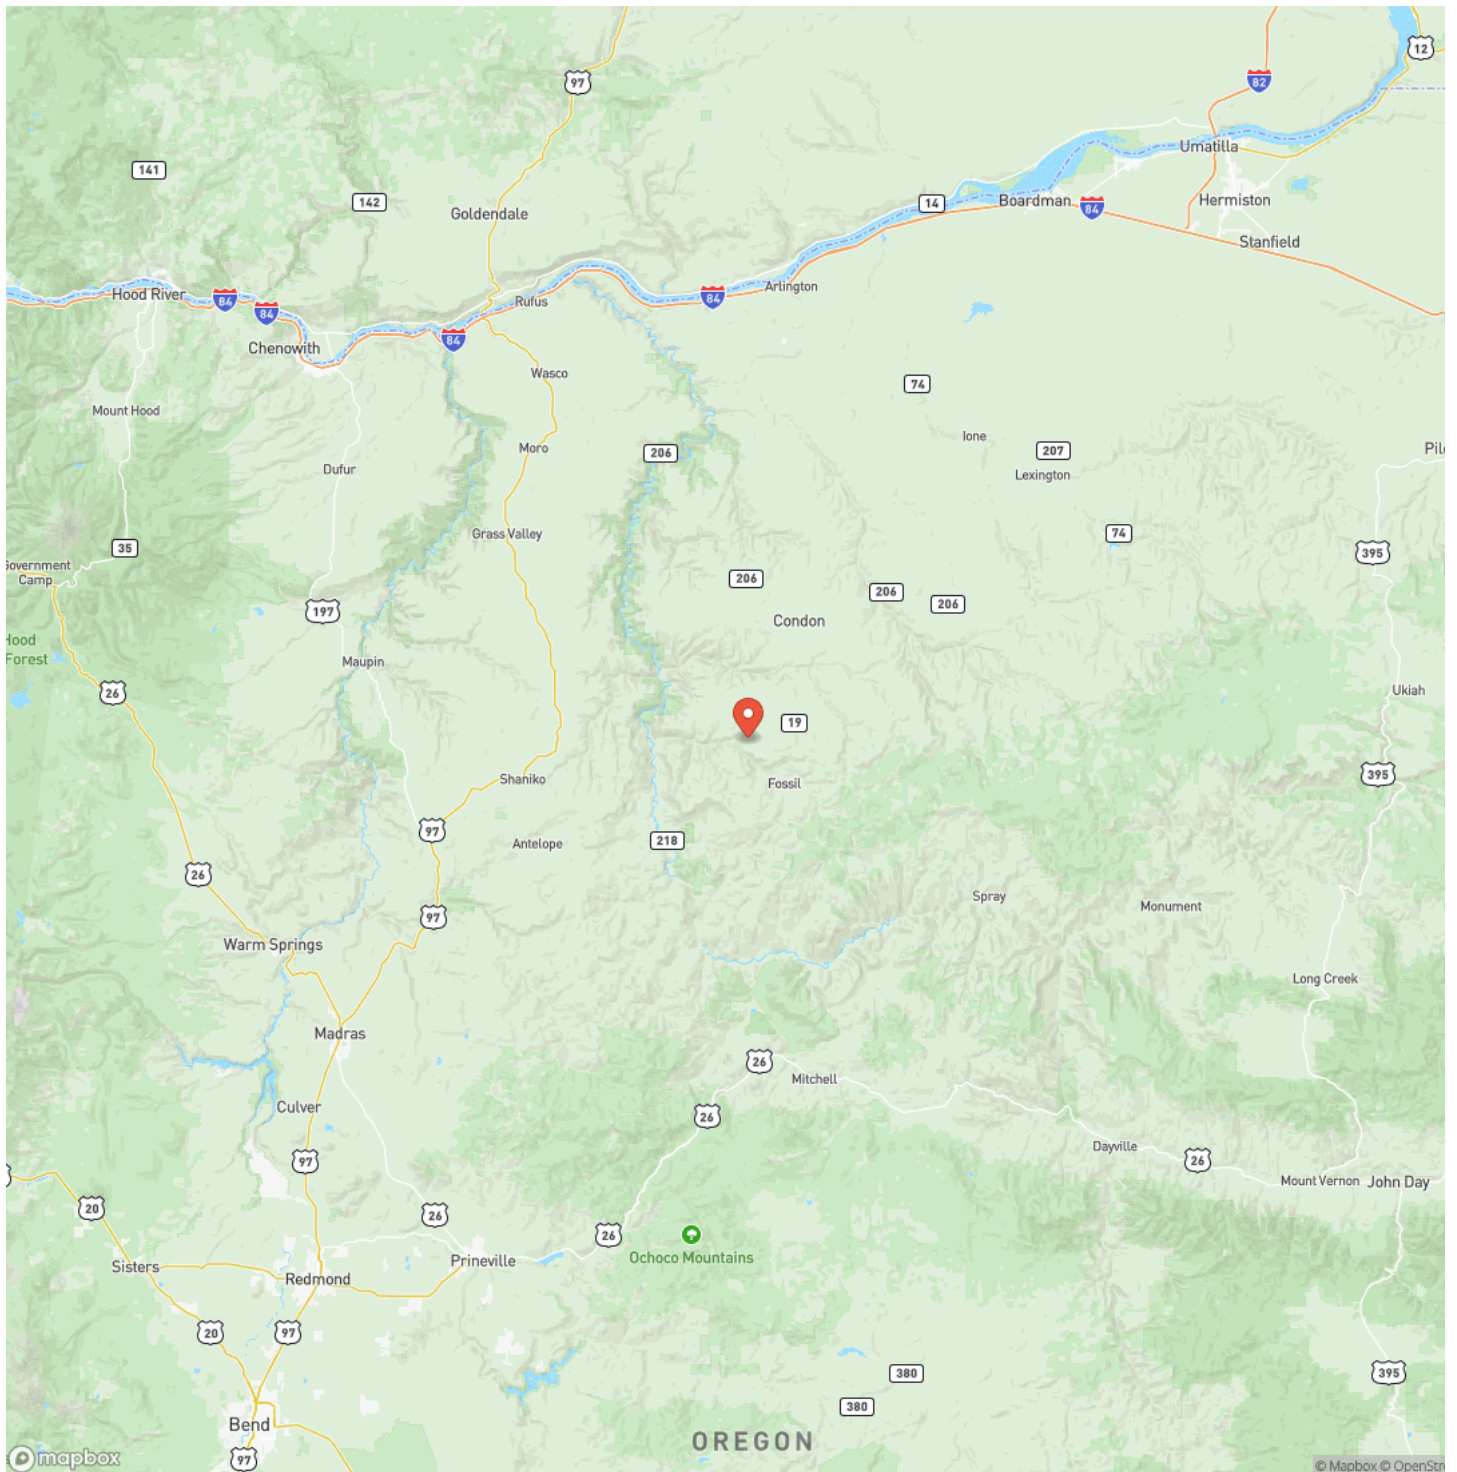 12
97
82
Umatilla
141
142
14
Boardman
84
Hermiston
Goldendale
Stanfield
Hood River
84
84
Rufus
84
Arlington
84
Chenowith
Wasco
74
Mount Hood
Ione
207
Moro
206
Pil
Dufur
Lexington
Grass Valley
74
35
395
Government
Camp
206
206
206
197
Condon
Hood
Forest
Maupin
26
Ukiah
19
Shaniko
Fossil
395
97
Antelope
218
26
Spray
Monument
97
Warm Springs
Long Creek
Madras
26
Mitchell
Culver
26
Dayville
97
26
Mount Vernon
John Day
20
26
26
Ochoco Mountains
Prineville
Sisters
Redmond
20
97
380
395
380
Bend
OREGON
97
mapbox
© Mapbox © OpenStre